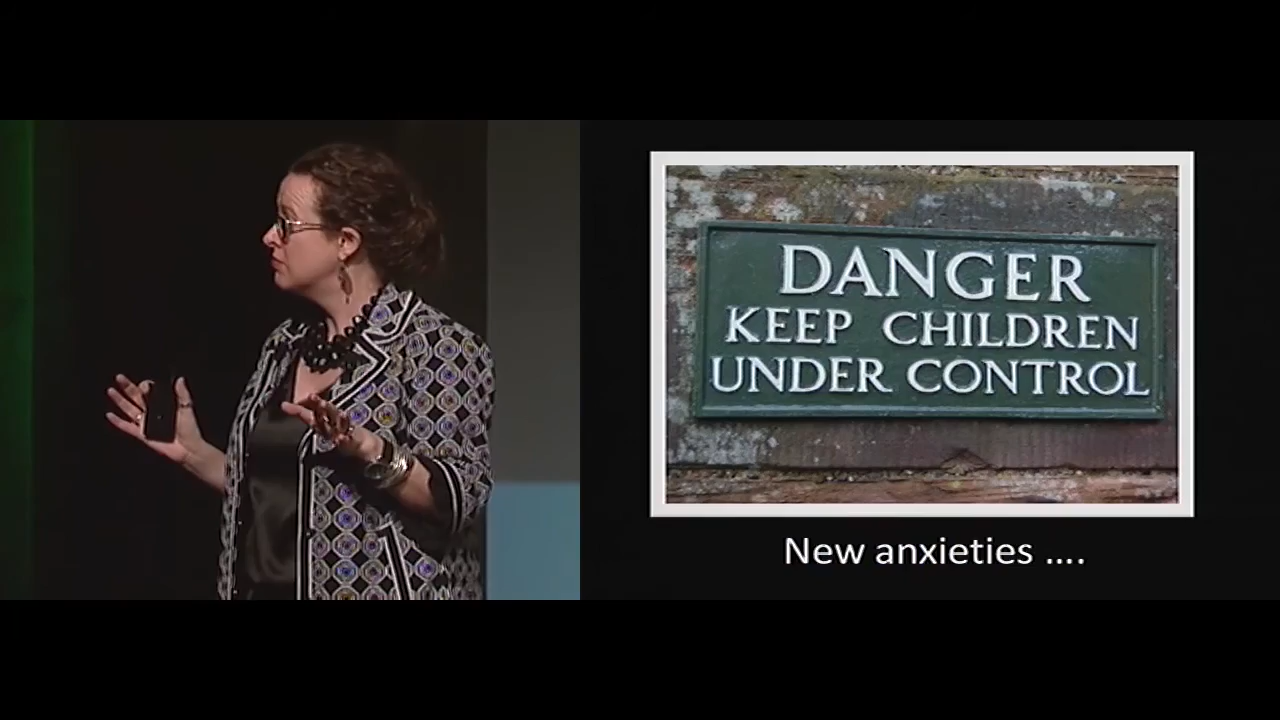 DANGER
KEEP CHILDREN
UNDER CONTROL
New anxieties ....